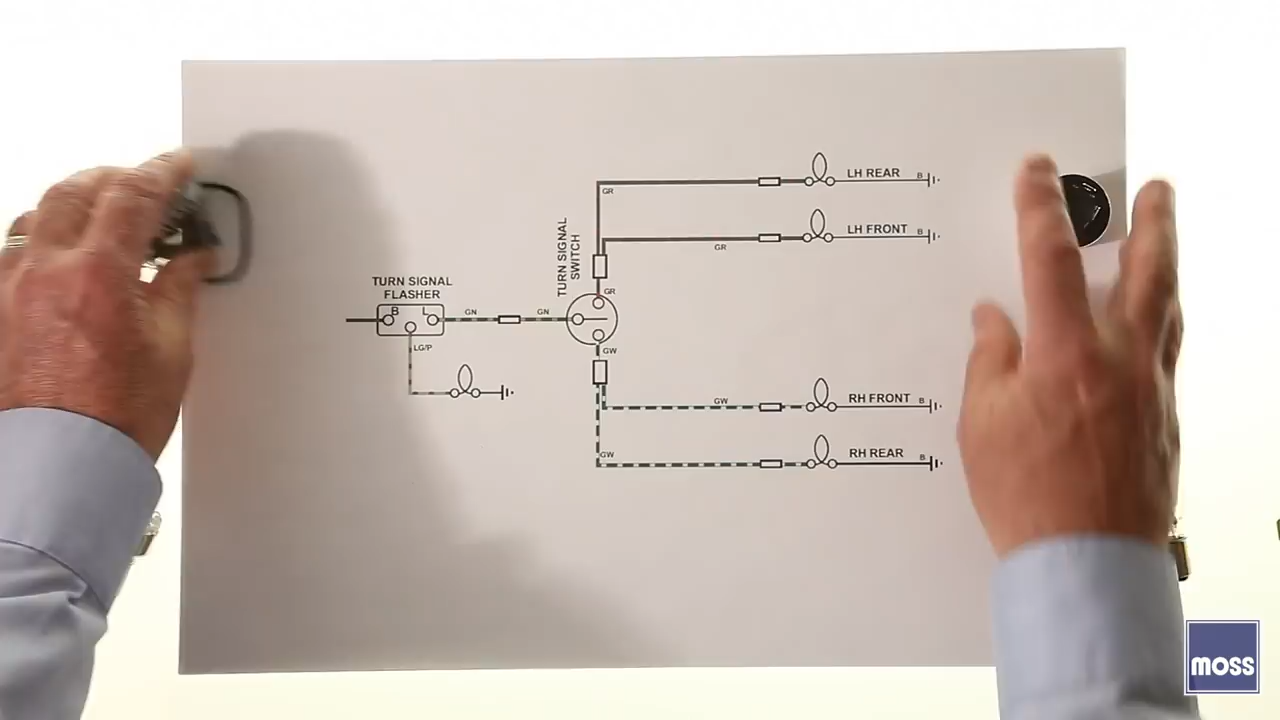 LH REAR
B
GR
LH FRONT
B
GR
TURN SIGNAL
SWITCH
TURN SIGNAL
FLASHER
GR
B
L
GN
GN
LG/P
GW
GW
RH FRONT
B
GW
RH REAR
B
moss